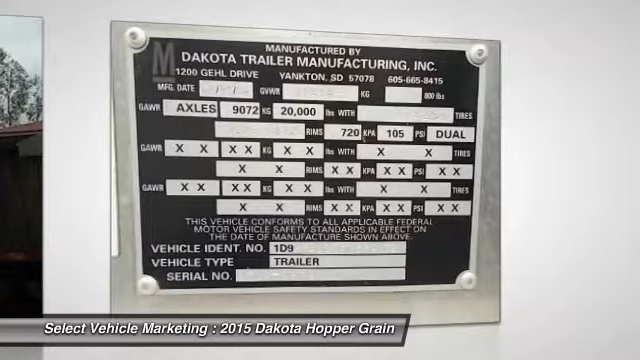 MANUFACTURED BY
DAKOTA TRAILER MANUFACTURING, INC.
1200 GEHL DRIVE YANKTON, SD 57078 605-665-8415
MFG. DATE GVWR KG 800 lbs
GAWR AXLES 9072 KG 20,000 lbs WITH TIRES
RIMS 720 KPA 105 PSI DUAL
GAWR X X X X KG X X lbs WITH X X TIRES
X X RIMS X X KPA X X PSI X X
GAWR X X X X KG X X lbs WITH X X TIRES
X X RIMS X X KPA X X PSI X X
THIS VEHICLE CONFORMS TO ALL APPLICABLE FEDERAL
MOTOR VEHICLE SAFETY STANDARDS IN EFFECT ON
THE DATE OF MANUFACTURE SHOWN ABOVE.
VEHICLE IDENT. NO. 1D9
VEHICLE TYPE TRAILER
SERIAL NO.
Select Vehicle Marketing : 2015 Dakota Hopper Grain